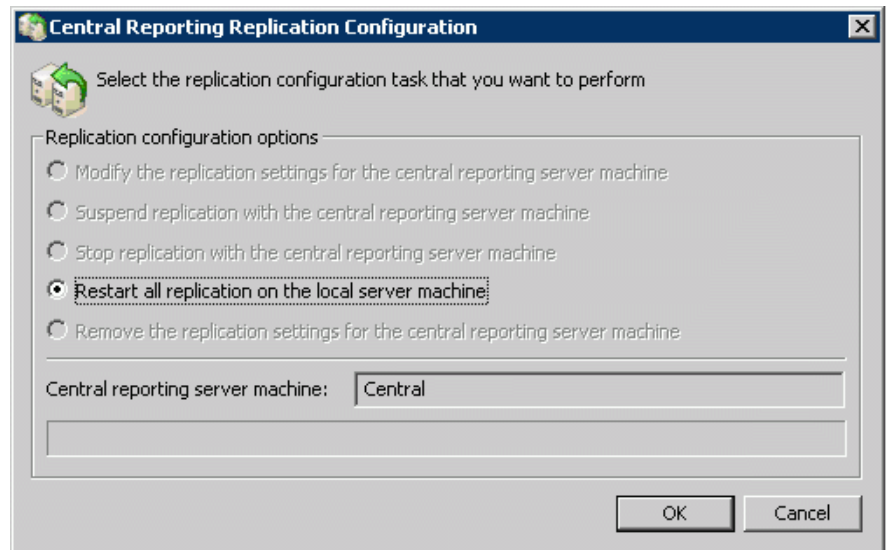 Central Reporting Replication Configuration
Select the replication configuration task that you want to perform
Replication configuration options
Modify the replication settings for the central reporting server machine
Suspend replication with the central reporting server machine
Stop replication with the central reporting server machine
Restart all replication on the local server machine
Remove the replication settings for the central reporting server machine
Central reporting server machine: Central
OK Cancel